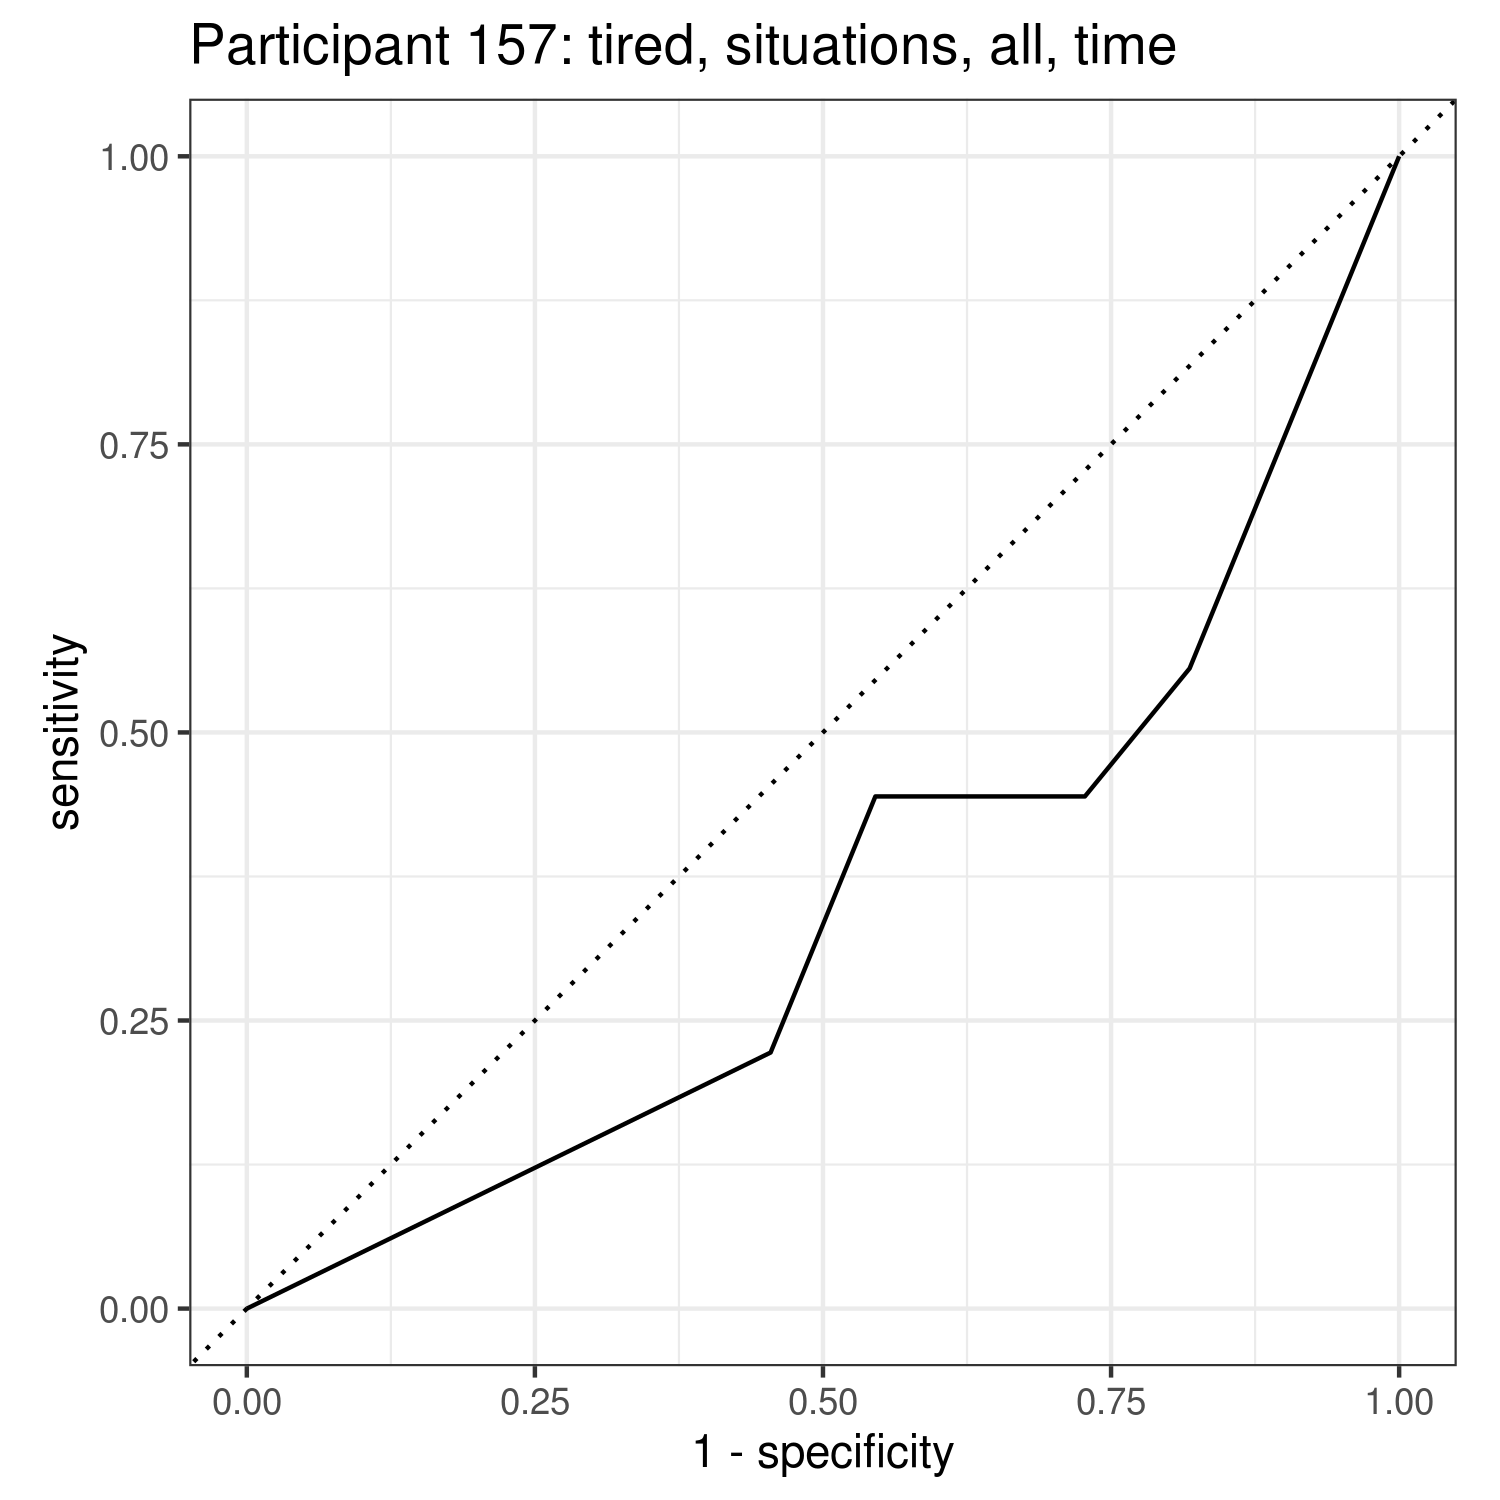 Participant 157: tired, situations, all, time
1.00
0.75
0.50
0.25
0.00
sensitivity
0.00 0.25 0.50 0.75 1.00
1 - specificity